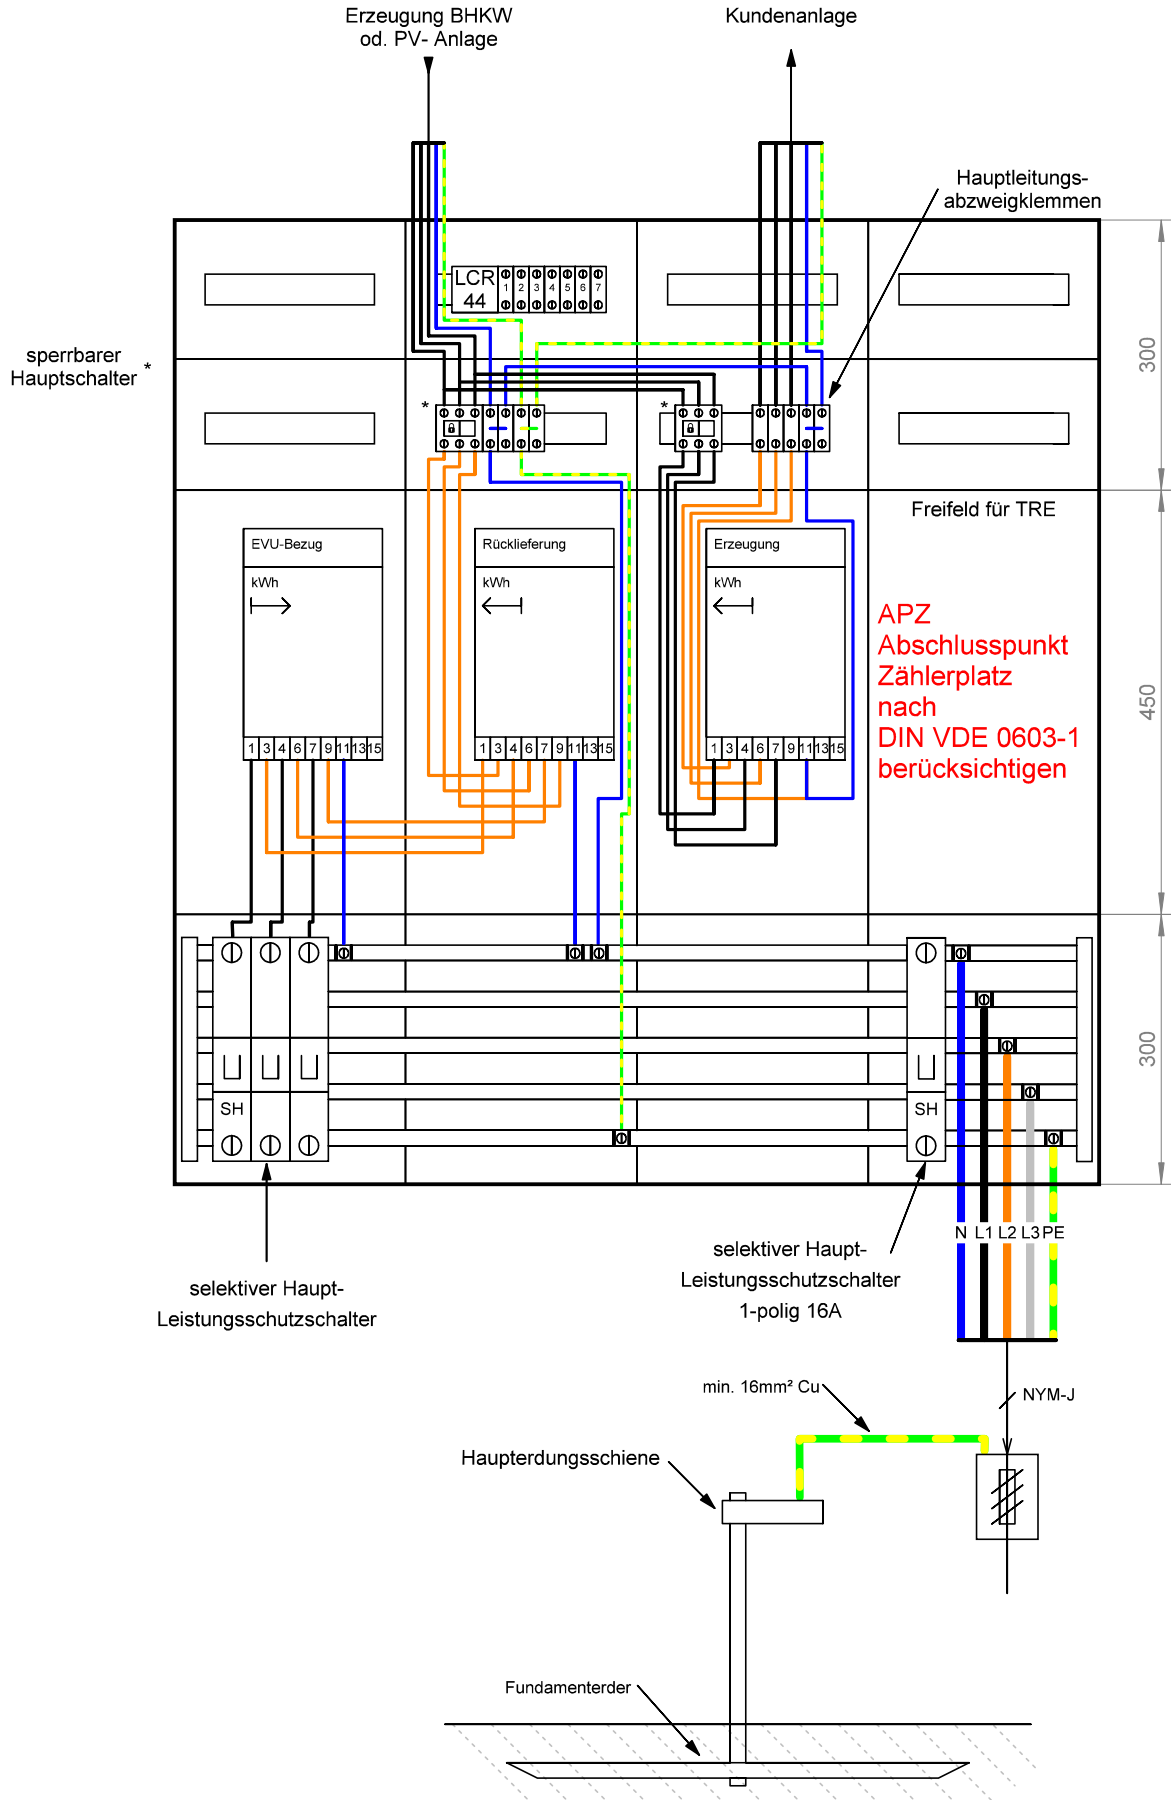 Erzeugung BHKW
od. PV- Anlage
Kundenanlage
Hauptleitungs-
abzweigklemmen
LCR
44
1 2 3 4 5 6 7
300
sperrbarer
Hauptschalter *
*
*
Freifeld für TRE
EVU-Bezug
kWh
Rücklieferung
kWh
Erzeugung
kWh
APZ
Abschlusspunkt
Zählerplatz
nach
DIN VDE 0603-1
berücksichtigen
450
1 3 4 6 7 9 11 13 15
1 3 4 6 7 9 11 13 15
1 3 4 6 7 9 11 13 15
300
SH
SH
N L1 L2 L3 PE
selektiver Haupt-
Leistungsschutzschalter
1-polig 16A
selektiver Haupt-
Leistungsschutzschalter
min. 16mm² Cu
NYM-J
Haupterdungsschiene
Fundamenterder